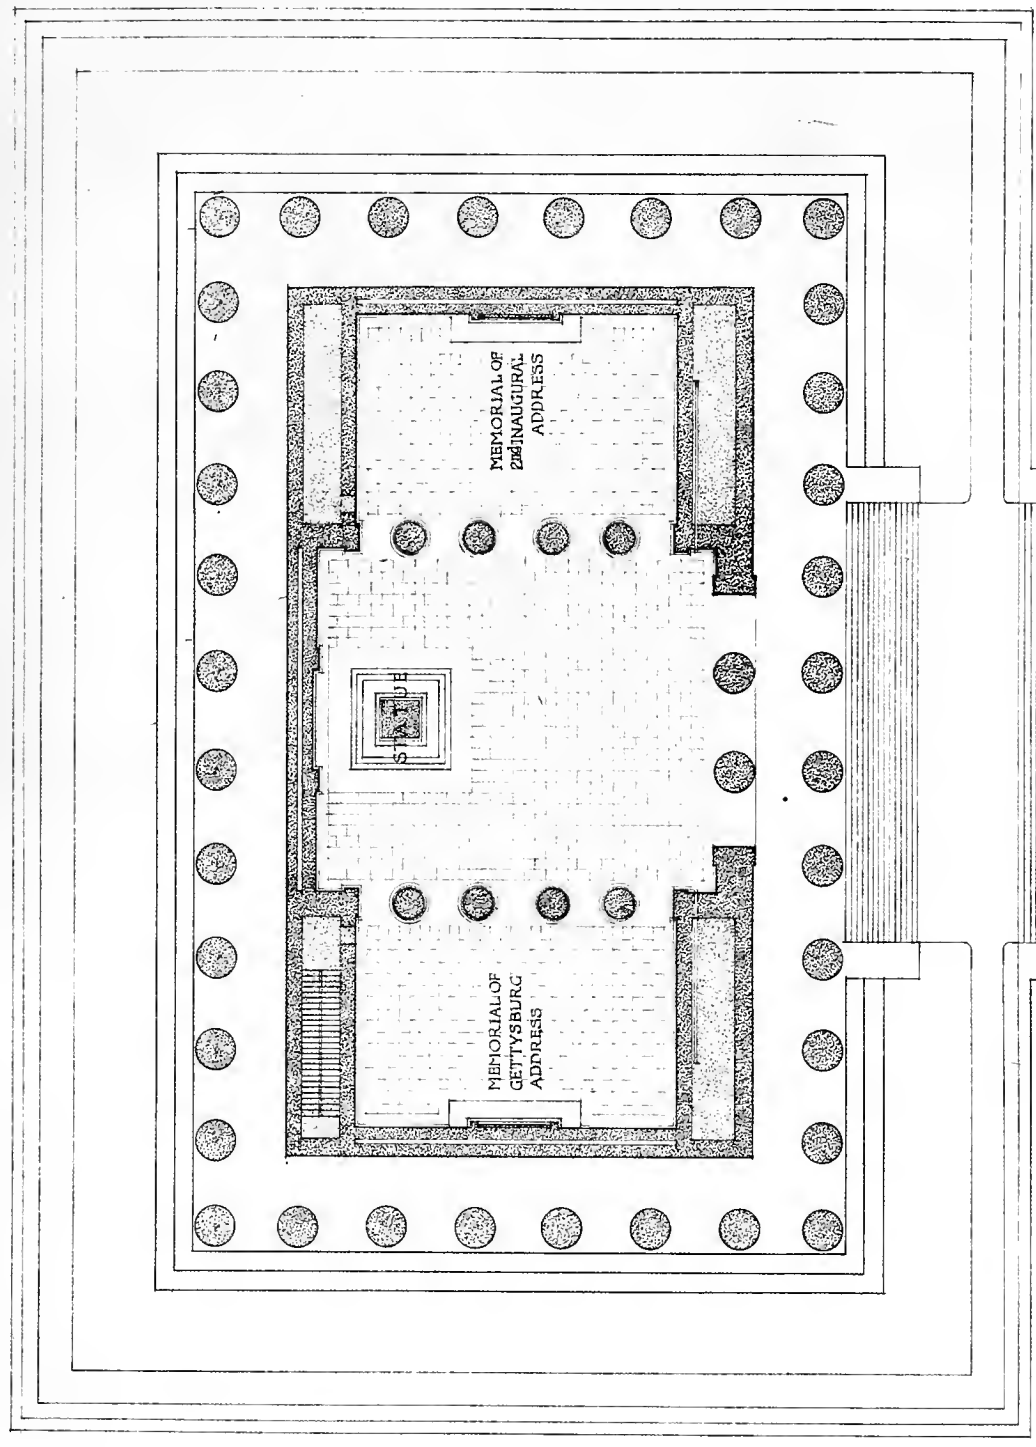 MEMORIAL OF
2ND INAUGURAL
ADDRESS
STATUE
MEMORIAL OF
GETTYSBURG
ADDRESS